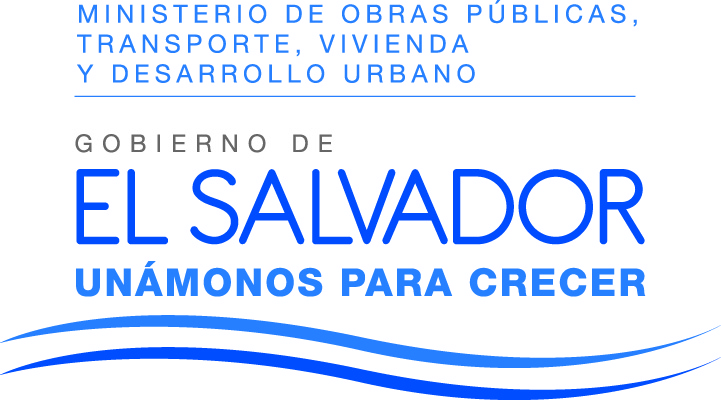 MINISTERIO DE OBRAS PÚBLICAS,
TRANSPORTE, VIVIENDA
Y DESARROLLO URBANO
GOBIERNO DE
EL SALVADOR
UNÁMONOS PARA CRECER